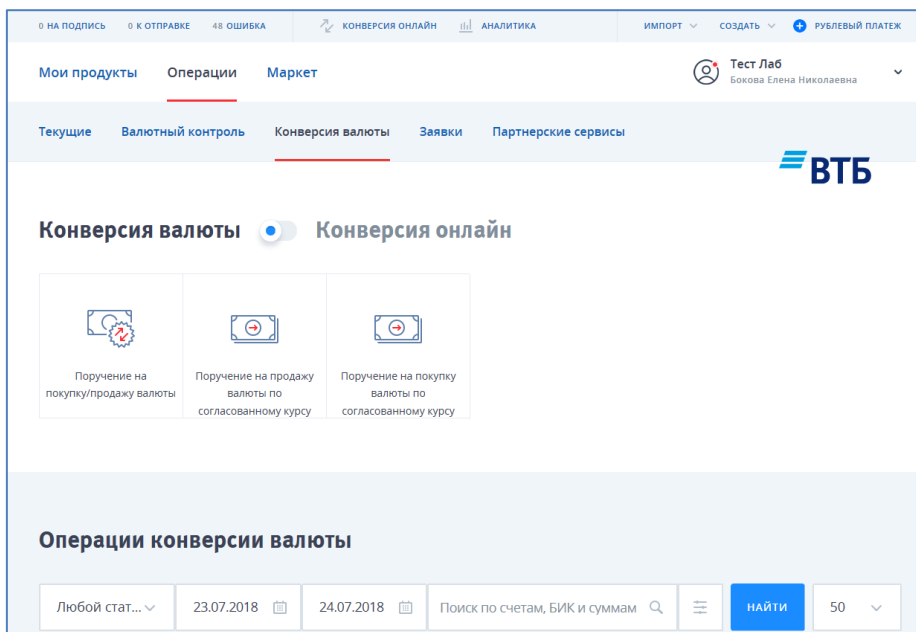 0 НА ПОДПИСЬ 0 К ОТПРАВКЕ 48 ОШИБКА КОНВЕРСИЯ ОНЛАЙН АНАЛИТИКА ИМПОРТ СОЗДАТЬ РУБЛЕВЫЙ ПЛАТЕЖ
Мои продукты Операции Маркет
Тест Лаб
Бокова Елена Николаевна
Текущие Валютный контроль Конверсия валюты Заявки Партнерские сервисы
ВТБ
Конверсия валюты Конверсия онлайн
Поручение на
покупку/продажу валюты
Поручение на продажу
валюты по
согласованному курсу
Поручение на покупку
валюты по
согласованному курсу
Операции конверсии валюты
Любой стат... 23.07.2018 24.07.2018 Поиск по счетам, БИК и суммам НАЙТИ 50